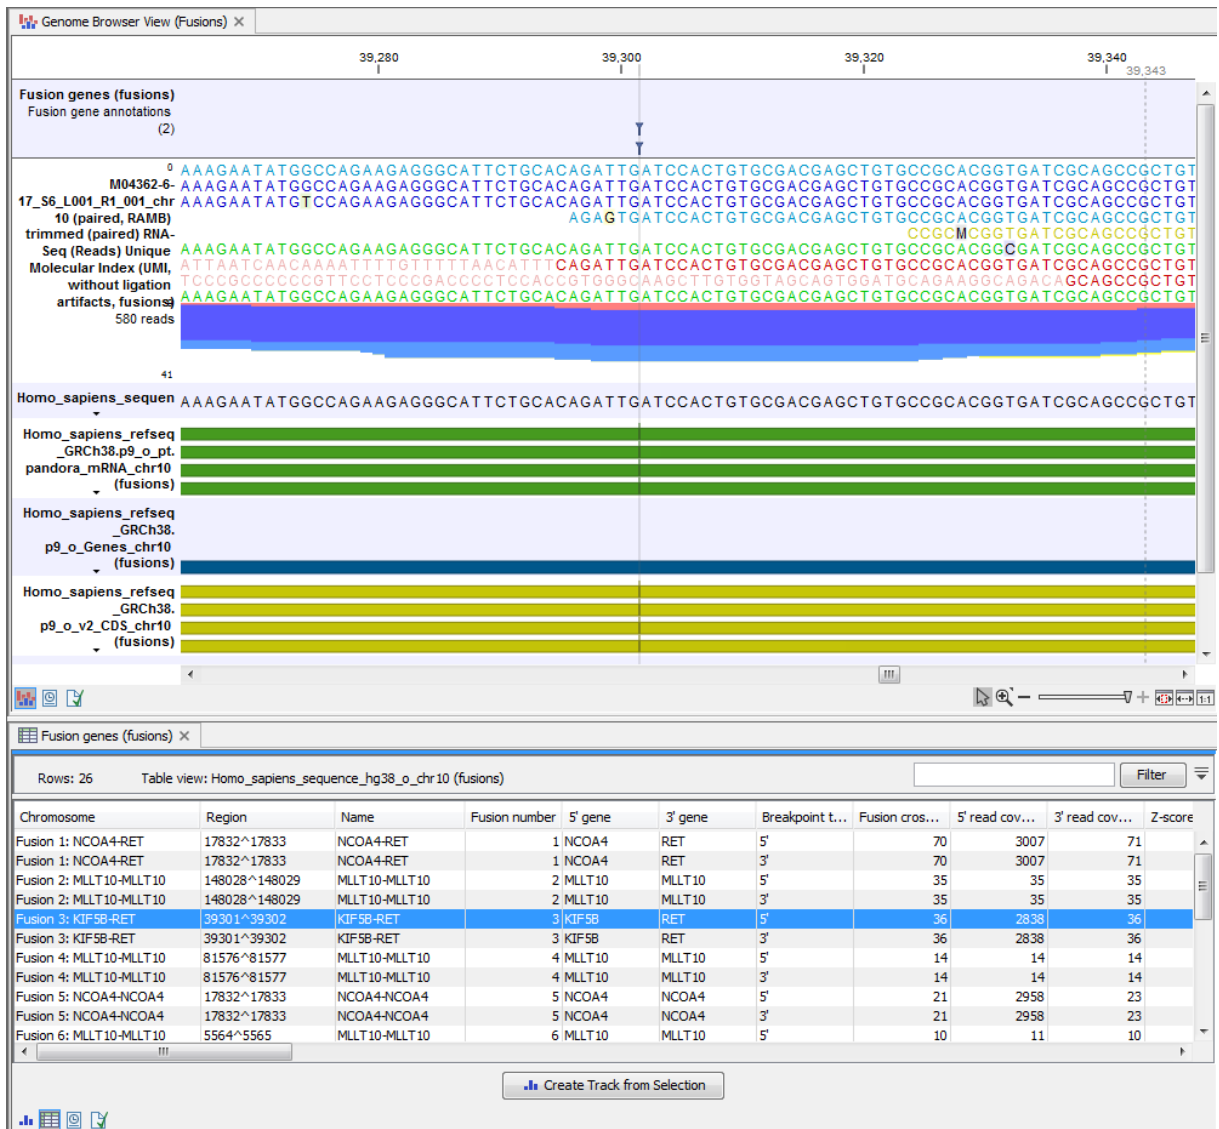 Genome Browser View (Fusions)
39,280 39,300 39,320 39,340
39,343
Fusion genes (fusions)
Fusion gene annotations
(2)
0
M04362-6-
17_S6_L001_R1_001_chr
10 (paired, RAMB)
trimmed (paired) RNA-
Seq (Reads) Unique
Molecular Index (UMI,
without ligation
artifacts, fusions)
580 reads
41
AAAGAATATGGCCAGAAGAGGGCATTCTGCACAGATTGATCCACTGTGCGACGAGCTGTGCCGCACGGTGATCGCAGCCGCTGT
AAAGAATATGGCCAGAAGAGGGCATTCTGCACAGATTGATCCACTGTGCGACGAGCTGTGCCGCACGGTGATCGCAGCCGCTGT
AAAGAATATGTCCAGAAGAGGGCATTCTGCACAGATTGATCCACTGTGCGACGAGCTGTGCCGCACGGTGATCGCAGCCGCTGT
AGAGTGATCCACTGTGCGACGAGCTGTGCCGCACGGTGATCGCAGCCGCTGT
CCGCMCGGTGATCGCAGCCGCTGT
AAAGAATATGGCCAGAAGAGGGCATTCTGCACAGATTGATCCACTGTGCGACGAGCTGTGCCGCACGGCGATCGCAGCCGCTGT
ATTAATCAACAAAATTTTGTTTTTAACATTTCAGATTGATCCACTGTGCGACGAGCTGTGCCGCACGGTGATCGCAGCCGCTGT
TCCCGCCCCCCGTTCCTCCCGACCCCTCCACCGTGGGCAAGCTTGTGGTAGCAGTGGATGCAGAAGGCAGACAGCAGCCGCTGT
AAAGAATATGGCCAGAAGAGGGCATTCTGCACAGATTGATCCACTGTGCGACGAGCTGTGCCGCACGGTGATCGCAGCCGCTGT
Homo_sapiens_sequen AAAGAATATGGCCAGAAGAGGGCATTCTGCACAGATTGATCCACTGTGCGACGAGCTGTGCCGCACGGTGATCGCAGCCGCTGT
Homo_sapiens_refseq
_GRCh38.p9_o_pt.
pandora_mRNA_chr10
(fusions)
Homo_sapiens_refseq
_GRCh38.
p9_o_Genes_chr10
(fusions)
Homo_sapiens_refseq
_GRCh38.
p9_o_v2_CDS_chr10
(fusions)
1:1
Fusion genes (fusions)
Rows: 26 Table view: Homo_sapiens_sequence_hg38_o_chr10 (fusions) Filter
Chromosome Region Name Fusion number 5' gene 3' gene Breakpoint t... Fusion cros... 5' read cov... 3' read cov... Z-score
Fusion 1: NCOA4-RET 17832^17833 NCOA4-RET 1 NCOA4 RET 5' 70 3007 71
Fusion 1: NCOA4-RET 17832^17833 NCOA4-RET 1 NCOA4 RET 3' 70 3007 71
Fusion 2: MLLT10-MLLT10 148028^148029 MLLT10-MLLT10 2 MLLT10 MLLT10 5' 35 35 35
Fusion 2: MLLT10-MLLT10 148028^148029 MLLT10-MLLT10 2 MLLT10 MLLT10 3' 35 35 35
Fusion 3: KIF5B-RET 39301^39302 KIF5B-RET 3 KIF5B RET 5' 36 2838 36
Fusion 3: KIF5B-RET 39301^39302 KIF5B-RET 3 KIF5B RET 3' 36 2838 36
Fusion 4: MLLT10-MLLT10 81576^81577 MLLT10-MLLT10 4 MLLT10 MLLT10 5' 14 14 14
Fusion 4: MLLT10-MLLT10 81576^81577 MLLT10-MLLT10 4 MLLT10 MLLT10 3' 14 14 14
Fusion 5: NCOA4-NCOA4 17832^17833 NCOA4-NCOA4 5 NCOA4 NCOA4 5' 21 2958 23
Fusion 5: NCOA4-NCOA4 17832^17833 NCOA4-NCOA4 5 NCOA4 NCOA4 3' 21 2958 23
Fusion 6: MLLT10-MLLT10 5564^5565 MLLT10-MLLT10 6 MLLT10 MLLT10 5' 10 11 10
Create Track from Selection